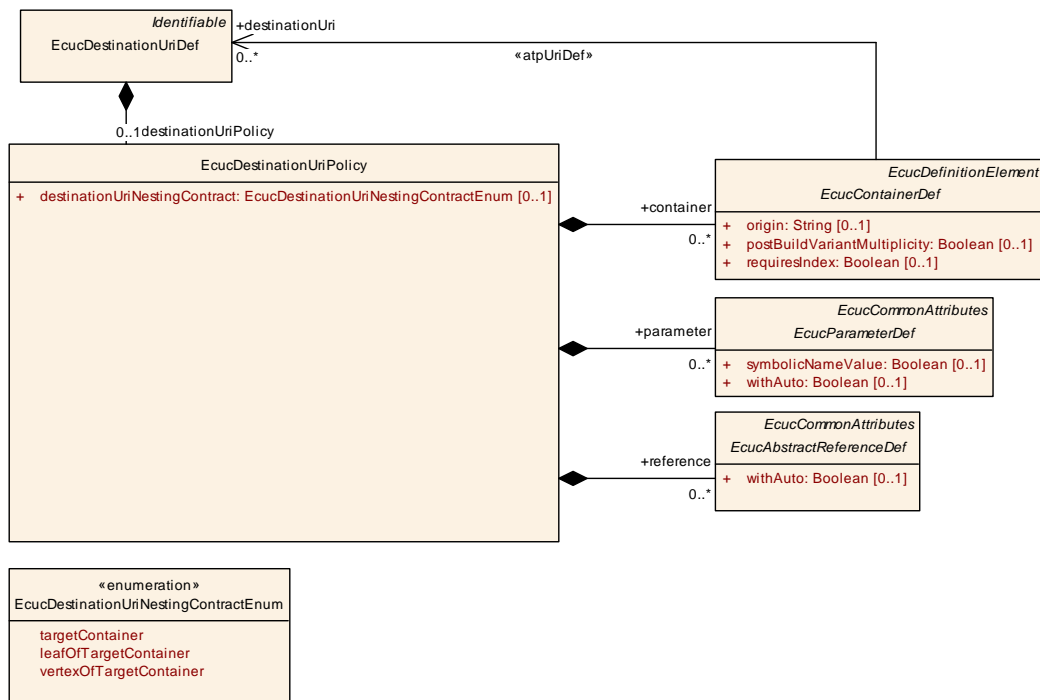 Identifiable
EcucDestinationUriDef
+destinationUri
0..*
«atpUriDef»
0..1 destinationUriPolicy
EcucDestinationUriPolicy
+ destinationUriNestingContract: EcucDestinationUriNestingContractEnum [0..1]
+container
0..*
EcucDefinitionElement
EcucContainerDef
+ origin: String [0..1]
+ postBuildVariantMultiplicity: Boolean [0..1]
+ requiresIndex: Boolean [0..1]
+parameter
0..*
EcucCommonAttributes
EcucParameterDef
+ symbolicNameValue: Boolean [0..1]
+ withAuto: Boolean [0..1]
+reference
0..*
EcucCommonAttributes
EcucAbstractReferenceDef
+ withAuto: Boolean [0..1]
«enumeration»
EcucDestinationUriNestingContractEnum
targetContainer
leafOfTargetContainer
vertexOfTargetContainer